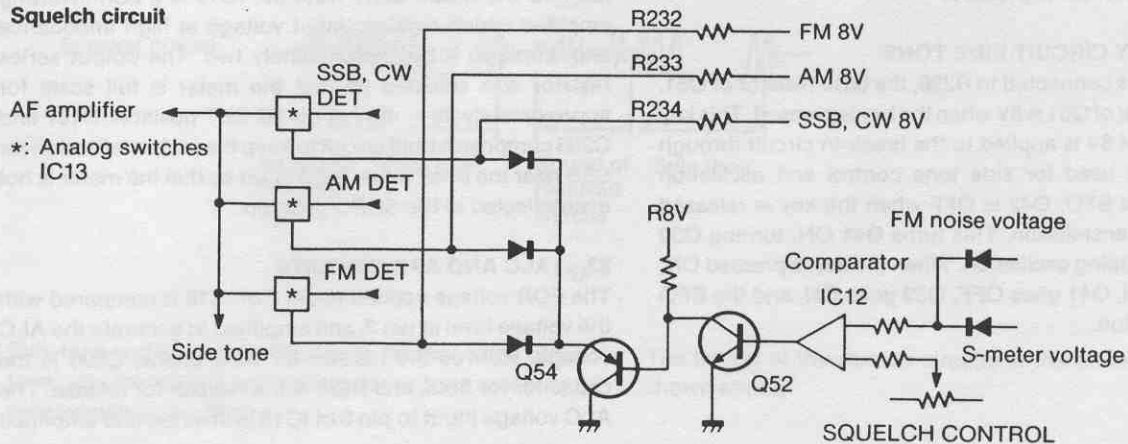 Squelch circuit
R232
FM 8V
R233
AM 8V
SSB, CW
DET
R234
SSB, CW 8V
AF amplifier
*
*: Analog switches
IC13
AM DET
*
R8V
FM noise voltage
FM DET
Comparator
*
IC12
Side tone
S-meter voltage
Q54
Q52
SQUELCH CONTROL